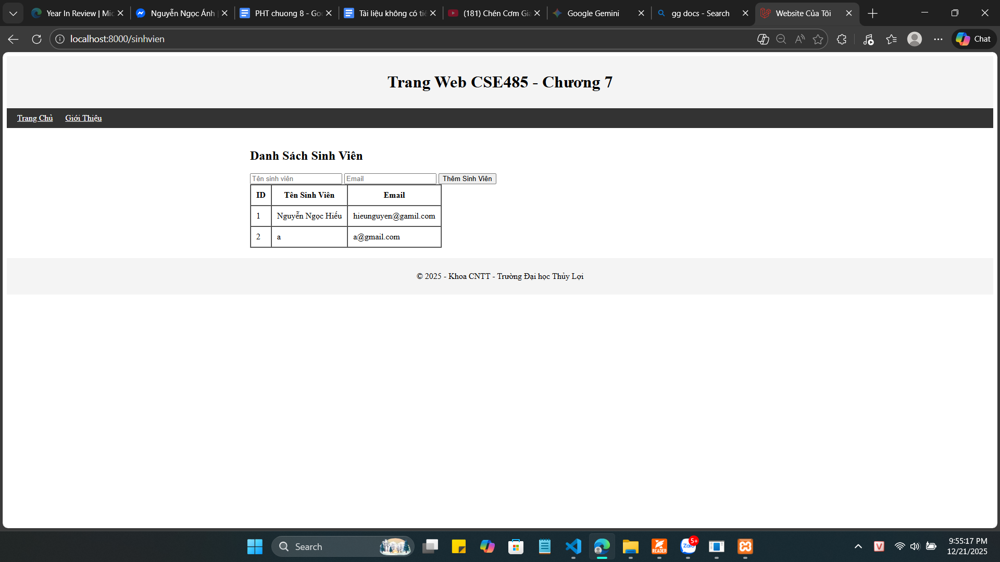 Year In Review | Mic
Nguyễn Ngọc Ánh
PHT chuong 8 - Goo
Tài liệu không có tiê
(181) Chén Cơm Gia
Google Gemini
gg docs - Search
Website Của Tôi
localhost:8000/sinhvien
Chat
Trang Web CSE485 - Chương 7
Trang Chủ Giới Thiệu
Danh Sách Sinh Viên
Tên sinh viên Email Thêm Sinh Viên
ID Tên Sinh Viên Email
1 Nguyễn Ngọc Hiếu hieunguyen@gamil.com
2 a a@gmail.com
© 2025 - Khoa CNTT - Trường Đại học Thủy Lợi
Search
READER
Zalo
5+
V
9:55:17 PM
12/21/2025